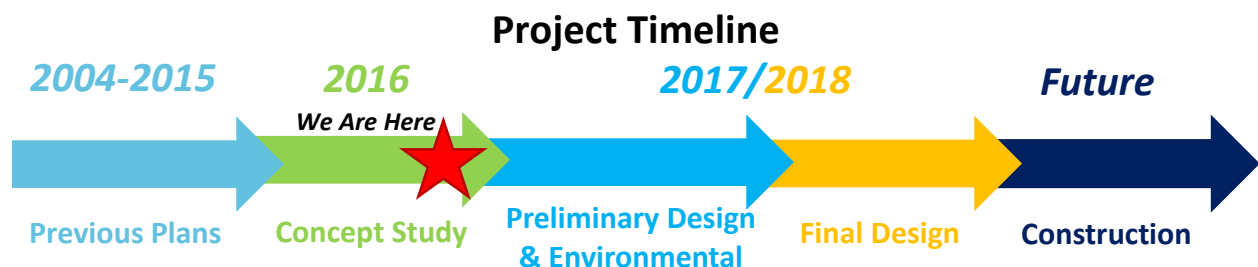 Project Timeline
2004-2015
2016
2017/2018
Future
We Are Here
Previous Plans
Concept Study
Preliminary Design
& Environmental
Final Design
Construction